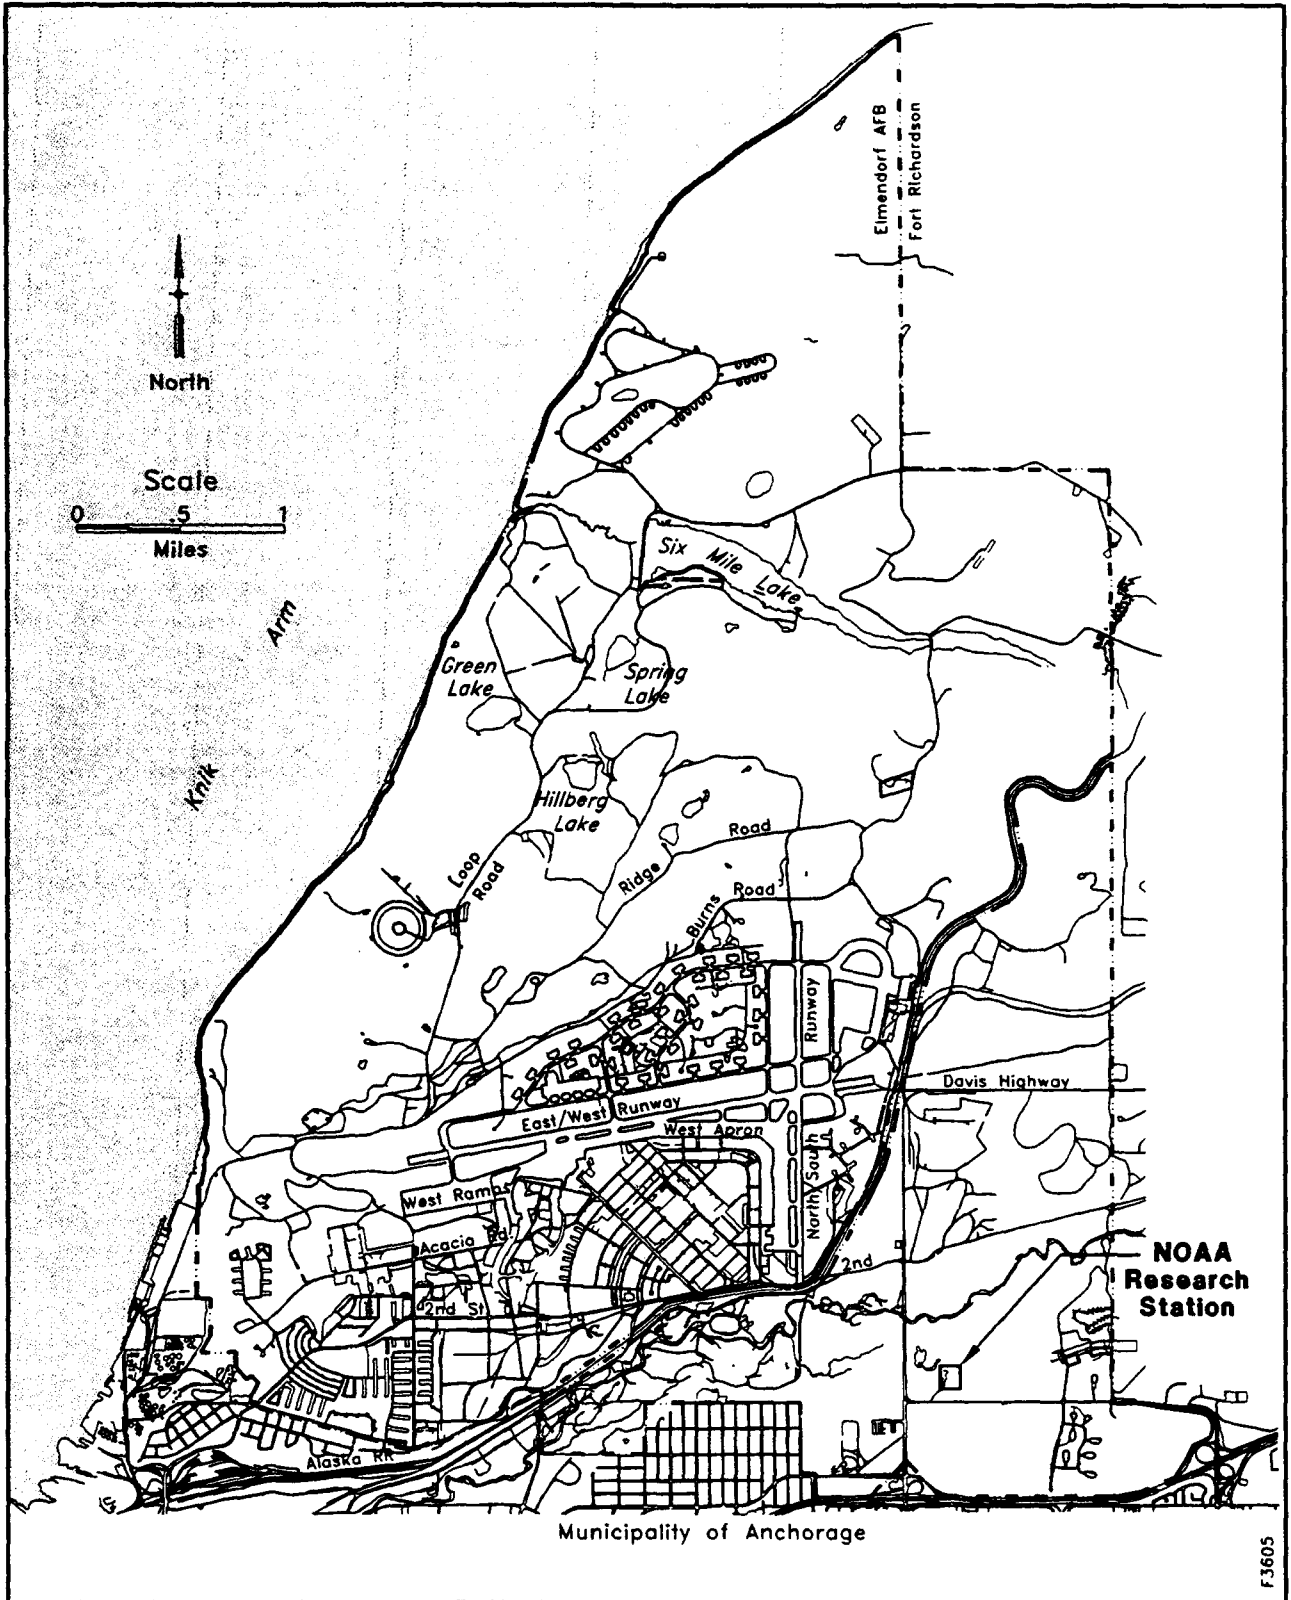 Elmendorf AFB
Fort Richardson
North
Scale
0 .5 1
Miles
Six Mile Lake
Knik Arm
Green
Lake
Spring
Lake
Hillberg
Lake
Loop
Road
Ridge Road
Burns Road
Runway
Davis Highway
East/West Runway
West Apron
North/South
West Ramp
Acacia Rd.
2nd
2nd St.
NOAA
Research
Station
Alaska RR
Municipality of Anchorage
F3605